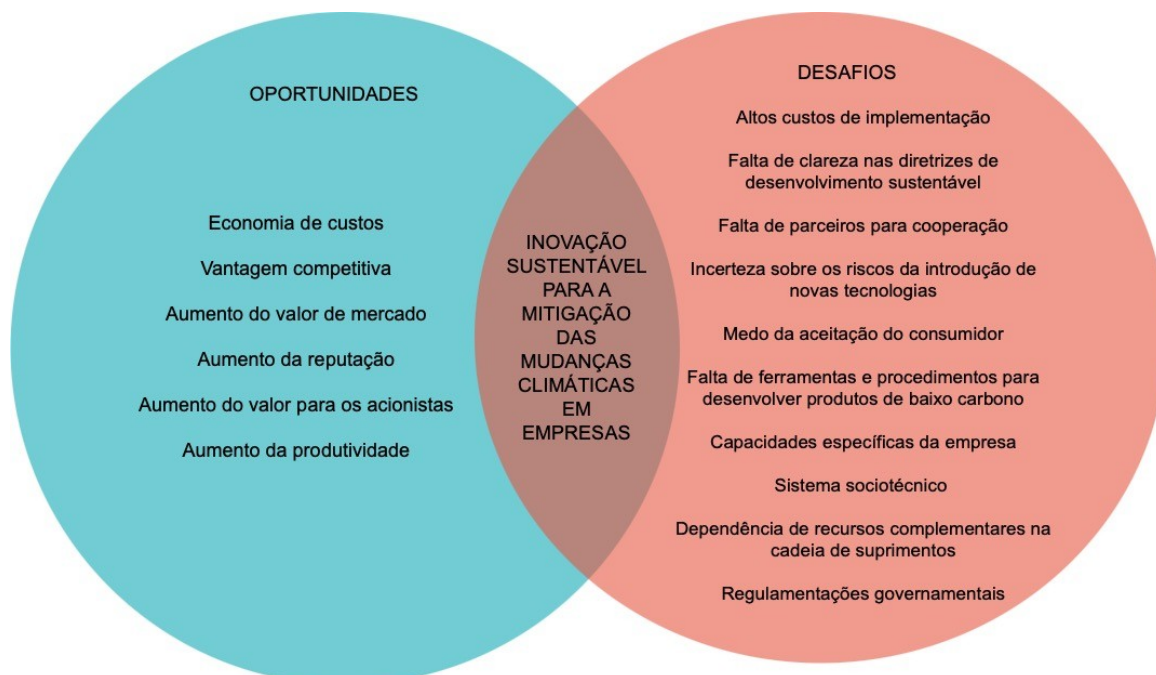 OPORTUNIDADES
Economia de custos
Vantagem competitiva
Aumento do valor de mercado
Aumento da reputação
Aumento do valor para os acionistas
Aumento da produtividade
INOVAÇÃO
SUSTENTÁVEL
PARA A
MITIGAÇÃO
DAS
MUDANÇAS
CLIMÁTICAS
EM
EMPRESAS
DESAFIOS
Altos custos de implementação
Falta de clareza nas diretrizes de
desenvolvimento sustentável
Falta de parceiros para cooperação
Incerteza sobre os riscos da introdução de
novas tecnologias
Medo da aceitação do consumidor
Falta de ferramentas e procedimentos para
desenvolver produtos de baixo carbono
Capacidades específicas da empresa
Sistema sociotécnico
Dependência de recursos complementares na
cadeia de suprimentos
Regulamentações governamentais